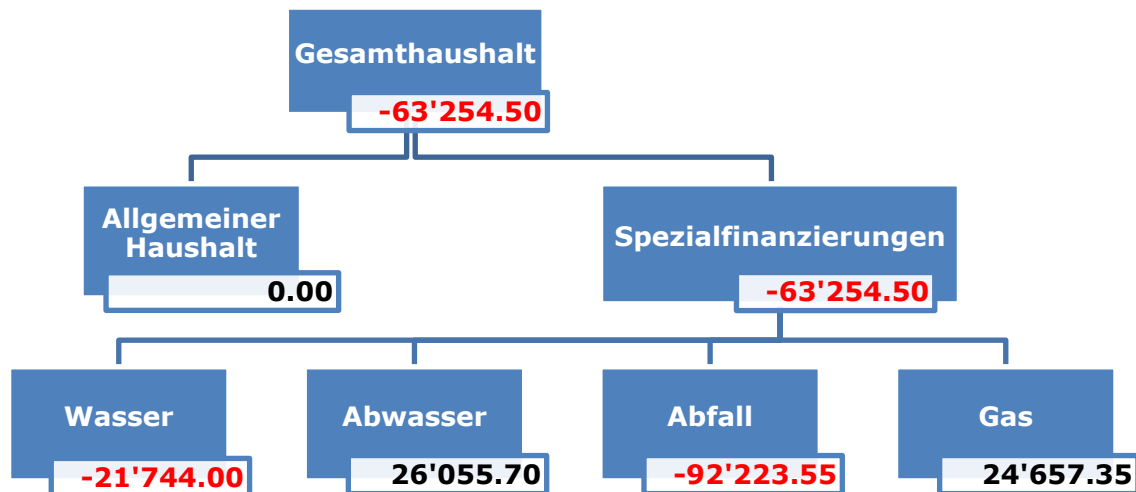 Gesamthaushalt
-63'254.50
Allgemeiner
Haushalt
0.00
Spezialfinanzierungen
-63'254.50
Wasser
-21'744.00
Abwasser
26'055.70
Abfall
-92'223.55
Gas
24'657.35